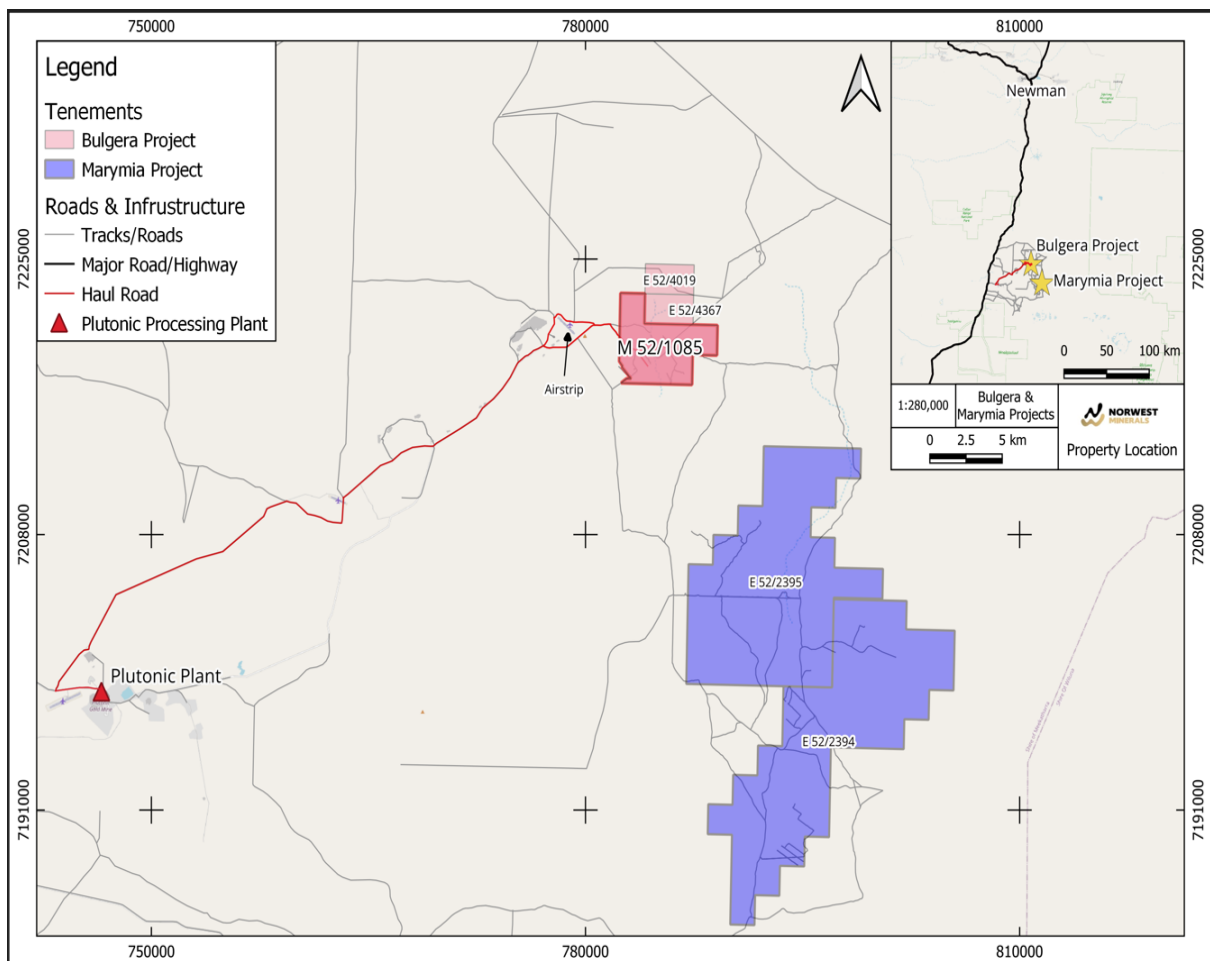 750000
780000
810000
Legend
Tenements
Bulgera Project
Marymia Project
Roads & Infrustructure
Tracks/Roads
Major Road/Highway
Haul Road
Plutonic Processing Plant
Newman
Bulgera Project
Marymia Project
0 50 100 km
1:280,000
Bulgera &
Marymia Projects
0 2.5 5 km
NORWEST
MINERALS
Property Location
7225000
7225000
E 52/4019
E 52/4367
M 52/1085
Airstrip
7208000
7208000
E 52/2395
Plutonic Plant
E 52/2394
7191000
7191000
750000
780000
810000